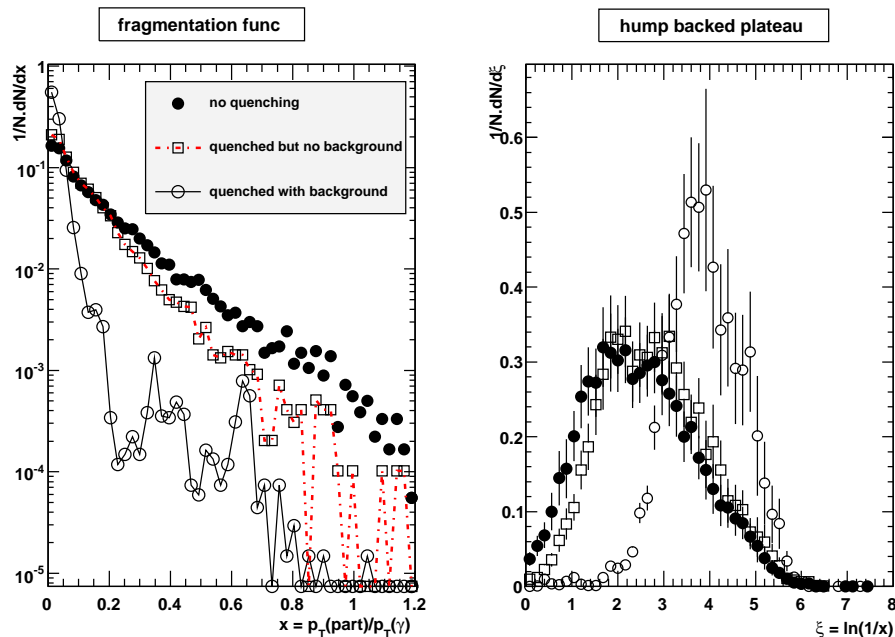 fragmentation func
1/N.dN/dx
1
10⁻¹
10⁻²
10⁻³
10⁻⁴
10⁻⁵
no quenching
quenched but no background
quenched with background
0 0.2 0.4 0.6 0.8 1 1.2
x = p_T(part)/p_T(γ)
hump backed plateau
1/N.dN/dξ
0.6
0.5
0.4
0.3
0.2
0.1
0
0 1 2 3 4 5 6 7 8
ξ = ln(1/x)